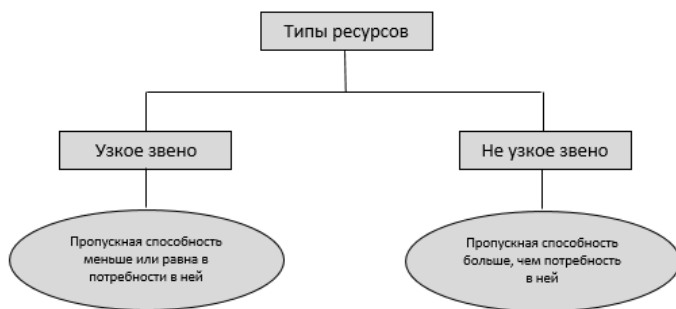 Типы ресурсов
Узкое звено
Не узкое звено
Пропускная способность
меньше или равна в
потребности в ней
Пропускная способность
больше, чем потребность
в ней